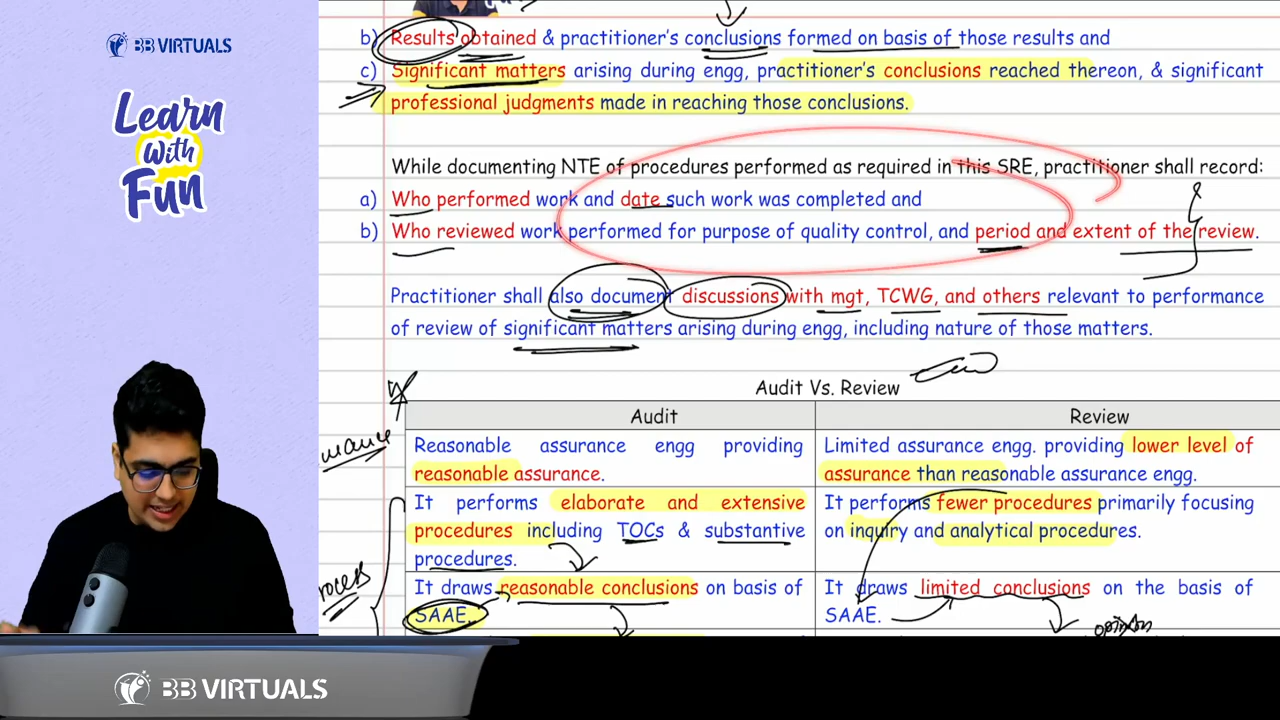 BB VIRTUALS
Learn
With
Fun
b) Results obtained & practitioner's conclusions formed on basis of those results and
c) Significant matters arising during engg, practitioner's conclusions reached thereon, & significant
professional judgments made in reaching those conclusions.
While documenting NTE of procedures performed as required in this SRE, practitioner shall record:
a) Who performed work and date such work was completed and
b) Who reviewed work performed for purpose of quality control, and period and extent of the review.
Practitioner shall also document discussions with mgt, TCWG, and others relevant to performance
of review of significant matters arising during engg, including nature of those matters.
Audit Vs. Review
Audit
Review
Reasonable assurance engg providing
reasonable assurance.
Limited assurance engg. providing lower level of
assurance than reasonable assurance engg.
It performs elaborate and extensive
procedures including TOCs & substantive
procedures.
It performs fewer procedures primarily focusing
on inquiry and analytical procedures.
It draws reasonable conclusions on basis of
SAAE.
It draws limited conclusions on the basis of
SAAE.
opinion
BB VIRTUALS